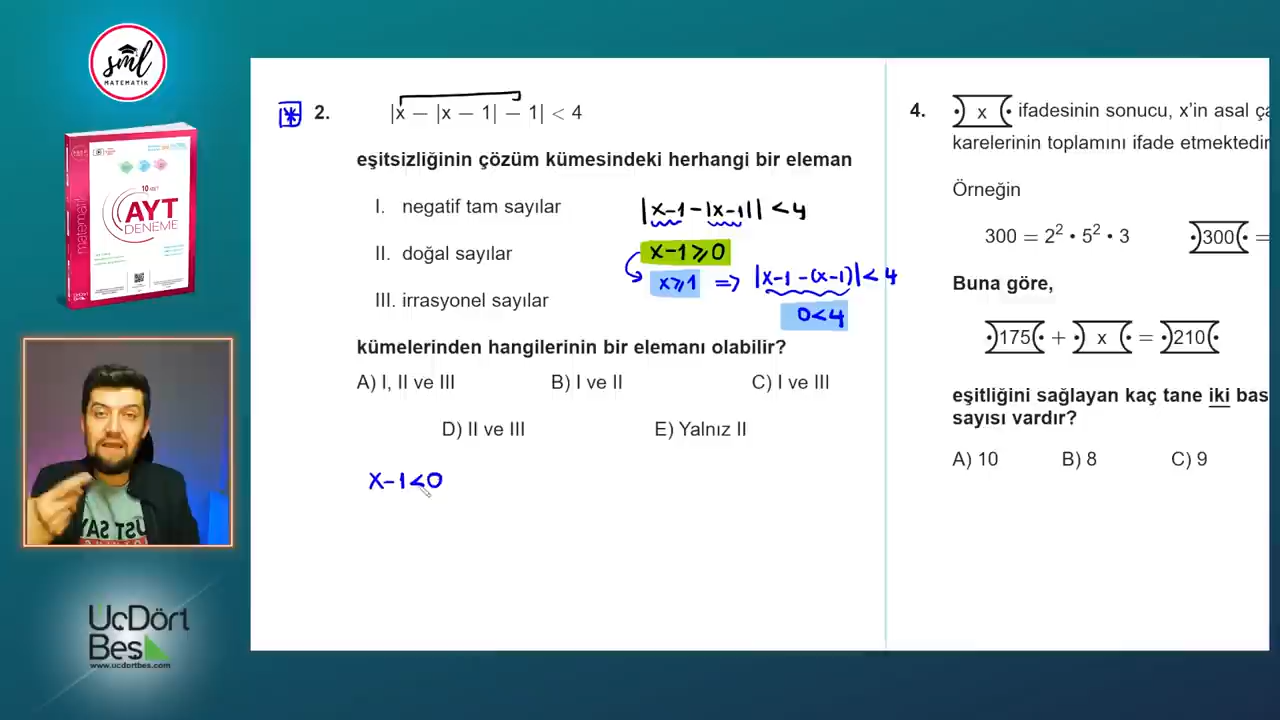 sml
MATEMATİK
10 ADET
AYT
DENEME
matematik
ÜçDört
Beş
www.ucdortbes.com
2. |x − |x − 1| − 1| < 4
eşitsizliğinin çözüm kümesindeki herhangi bir eleman
I. negatif tam sayılar
II. doğal sayılar
III. irrasyonel sayılar
|x-1-|x-1|| < 4
x-1 ⩾ 0
x⩾1 ⇒ |x-1-(x-1)| < 4
0<4
kümelerinden hangilerinin bir elemanı olabilir?
A) I, II ve III B) I ve II C) I ve III
D) II ve III E) Yalnız II
x-1<0
4. x ifadesinin sonucu, x'in asal ça
karelerinin toplamını ifade etmektedir
Örneğin
300 = 2² • 5² • 3 300 =
Buna göre,
175 + x = 210
eşitliğini sağlayan kaç tane iki bas
sayısı vardır?
A) 10 B) 8 C) 9